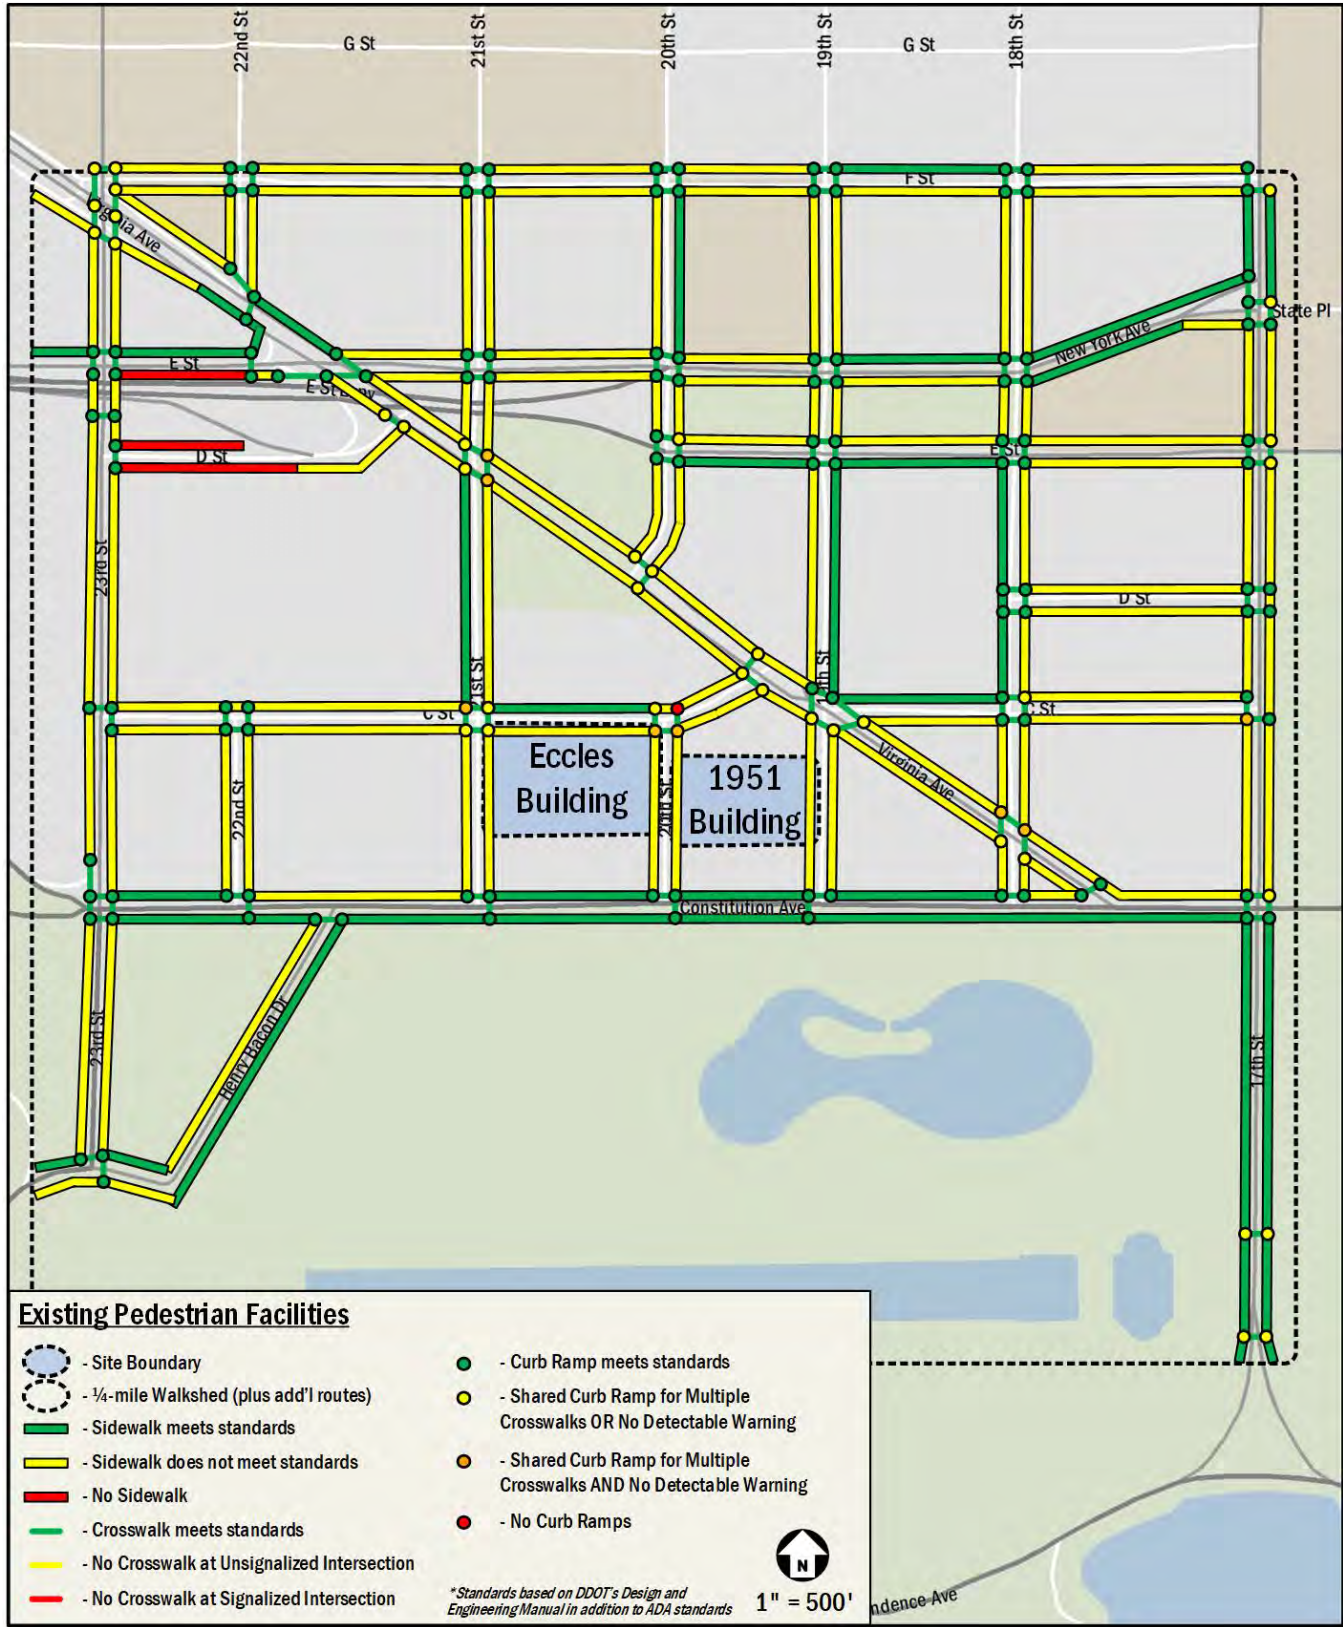 22nd St
21st St
20th St
19th St
18th St
G St
G St
F St
Virginia Ave
State Pl
New York Ave
E St
E St
D St
E St
23rd St
D St
C St
C St
Eccles
Building
1951
Building
Virginia Ave
22nd St
20th St
Constitution Ave
23rd St
Henry Bacon Dr
17th St
Existing Pedestrian Facilities
- Site Boundary
- ¼-mile Walkshed (plus add'l routes)
- Sidewalk meets standards
- Sidewalk does not meet standards
- No Sidewalk
- Crosswalk meets standards
- No Crosswalk at Unsignalized Intersection
- No Crosswalk at Signalized Intersection
- Curb Ramp meets standards
- Shared Curb Ramp for Multiple
Crosswalks OR No Detectable Warning
- Shared Curb Ramp for Multiple
Crosswalks AND No Detectable Warning
- No Curb Ramps
*Standards based on DDOT's Design and
Engineering Manual in addition to ADA standards
N
1" = 500'
ndence Ave